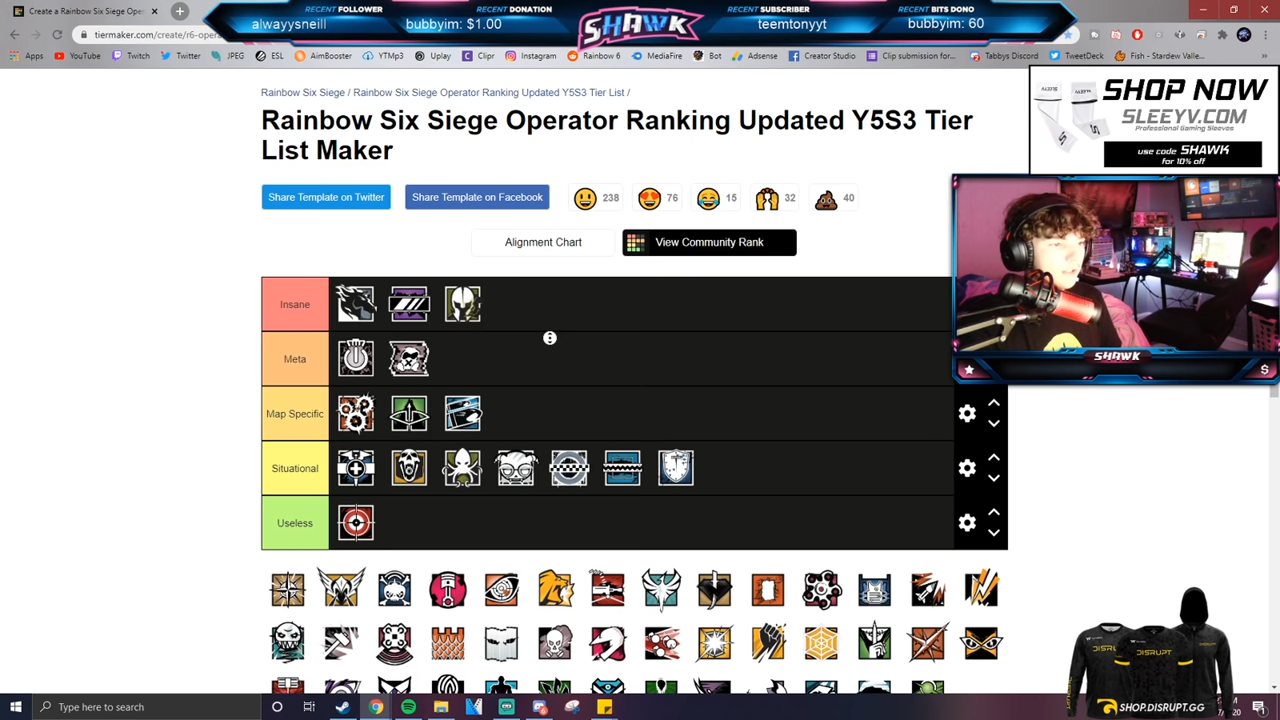 Create a Rainbow Six Siege Oper
RECENT FOLLOWER
alwayysneill
RECENT DONATION
bubbyim: $1.00
SHAWK
RECENT SUBSCRIBER
teemtonyyt
RECENT BITS DONO
bubbyim: 60
tiermaker.com/create/r6-opera
Apps
YouTube
Twitch
Twitter
JPEG
ESL
AimBooster
YTMp3
Uplay
Clipr
Instagram
Rainbow 6
MediaFire
Bot
Adsense
Creator Studio
Clip submission for...
Tabbys Discord
TweetDeck
Fish - Stardew Valle...
Rainbow Six Siege / Rainbow Six Siege Operator Ranking Updated Y5S3 Tier List /
Rainbow Six Siege Operator Ranking Updated Y5S3 Tier
List Maker
SHOP NOW
SLEEYV.COM
Professional Gaming Sleeves
use code SHAWK
for 10% off
Share Template on Twitter
Share Template on Facebook
238
76
15
32
40
Alignment Chart
View Community Rank
Insane
Meta
Map Specific
Situational
Useless
SHAWK
$
DISRUPT
SHOP.DISRUPT.GG
Type here to search